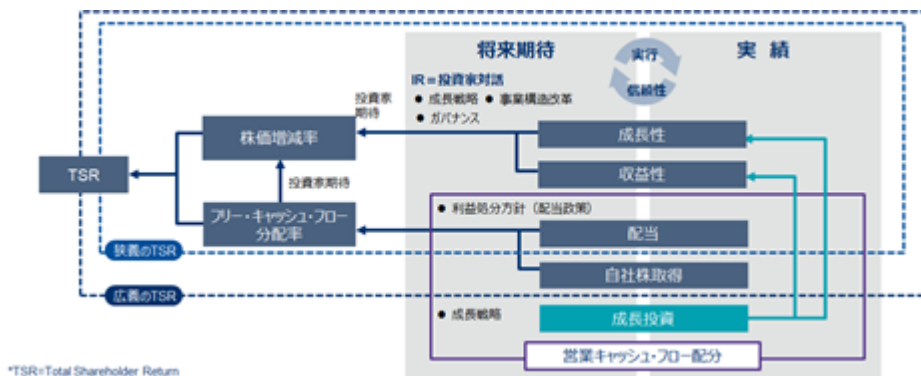 将来期待
実 績
実行
信頼性
IR=投資家対話
● 成長戦略 ● 事業構造改革
● ガバナンス
投資家
期待
株価増減率
成長性
収益性
TSR
投資家期待
● 利益処分方針（配当政策）
フリー・キャッシュ・フロー
分配率
配当
狭義のTSR
自社株取得
広義のTSR
● 成長戦略
成長投資
営業キャッシュ・フロー配分
*TSR=Total Shareholder Return